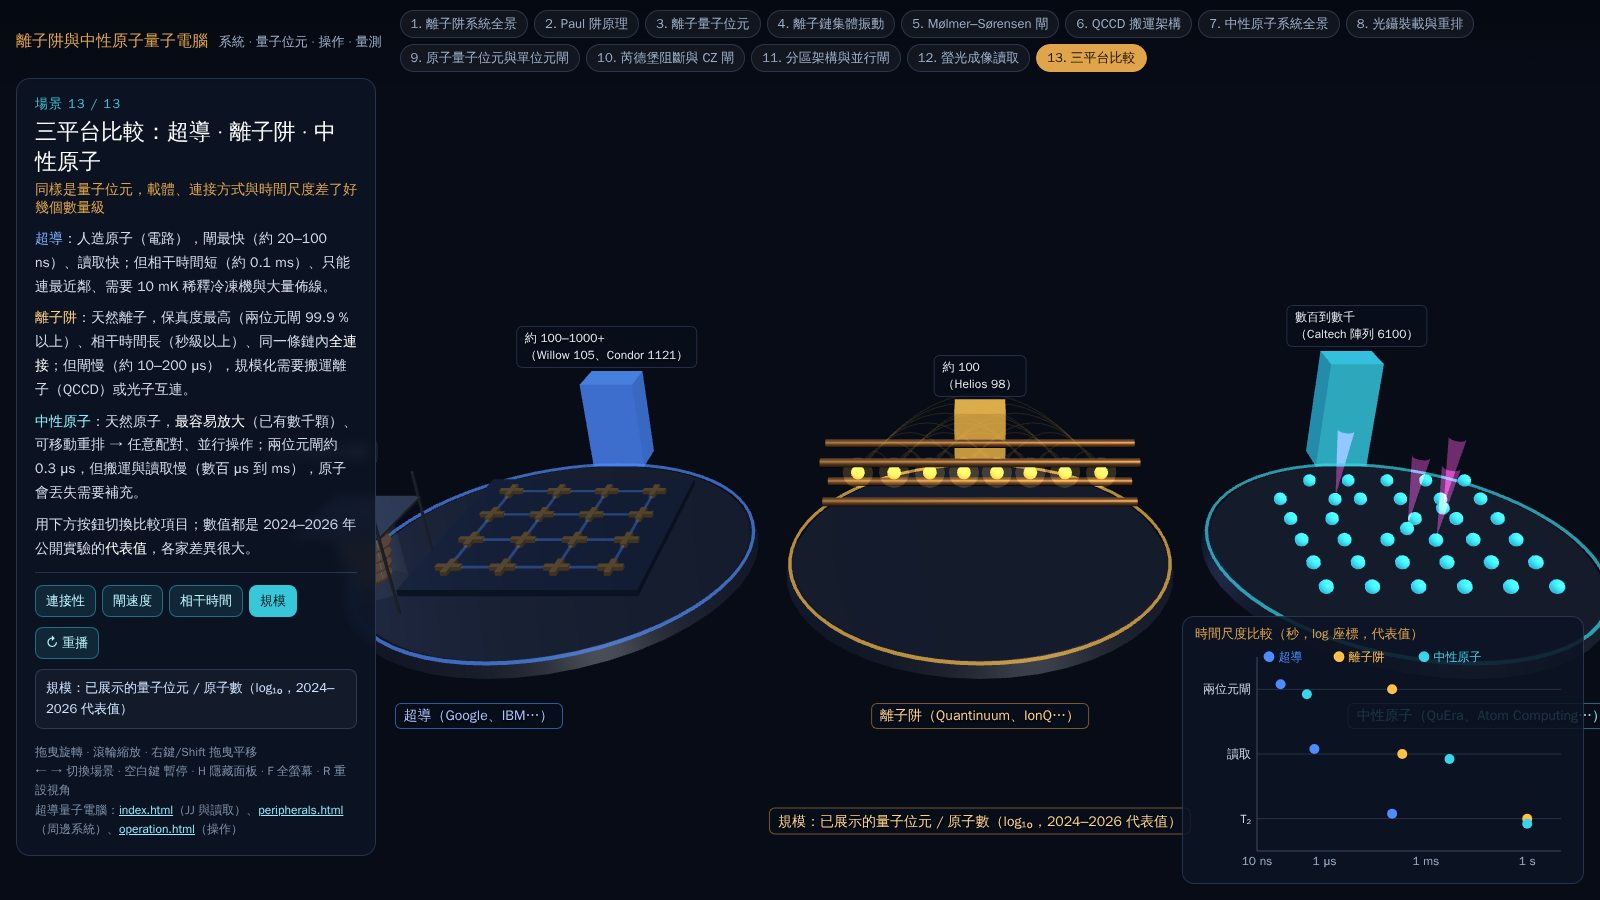 離子阱與中性原子量子電腦 系統 · 量子位元 · 操作 · 量測
1. 離子阱系統全景
2. Paul 阱原理
3. 離子量子位元
4. 離子鏈集體振動
5. Mølmer–Sørensen 閘
6. QCCD 搬運架構
7. 中性原子系統全景
8. 光鑷裝載與重排
9. 原子量子位元與單位元閘
10. 芮德堡阻斷與 CZ 閘
11. 分區架構與並行閘
12. 螢光成像讀取
13. 三平台比較
場景 13 / 13
三平台比較：超導 · 離子阱 · 中
性原子
同樣是量子位元，載體、連接方式與時間尺度差了好
幾個數量級
超導：人造原子（電路），閘最快（約 20–100
ns）、讀取快；但相干時間短（約 0.1 ms）、只能
連最近鄰、需要 10 mK 稀釋冷凍機與大量佈線。
離子阱：天然離子，保真度最高（兩位元閘 99.9 %
以上）、相干時間長（秒級以上）、同一條鏈內全連
接；但閘慢（約 10–200 µs），規模化需要搬運離
子（QCCD）或光子互連。
中性原子：天然原子，最容易放大（已有數千顆）、
可移動重排 → 任意配對、並行操作；兩位元閘約
0.3 µs，但搬運與讀取慢（數百 µs 到 ms），原子
會丟失需要補充。
用下方按鈕切換比較項目；數值都是 2024–2026 年
公開實驗的代表值，各家差異很大。
連接性
閘速度
相干時間
規模
↻ 重播
規模：已展示的量子位元 / 原子數（log₁₀，2024–
2026 代表值）
拖曳旋轉 · 滾輪縮放 · 右鍵/Shift 拖曳平移
← → 切換場景 · 空白鍵 暫停 · H 隱藏面板 · F 全螢幕 · R 重
設視角
超導量子電腦：index.html（JJ 與讀取）、peripherals.html
（周邊系統）、operation.html（操作）
約 100–1000+
（Willow 105、Condor 1121）
約 100
（Helios 98）
數百到數千
（Caltech 陣列 6100）
超導（Google、IBM⋯）
離子阱（Quantinuum、IonQ⋯）
中性原子（QuEra、Atom Computing⋯）
規模：已展示的量子位元 / 原子數（log₁₀，2024–2026 代表值）
時間尺度比較（秒，log 座標，代表值）
超導
離子阱
中性原子
兩位元閘
讀取
T₂
10 ns
1 µs
1 ms
1 s